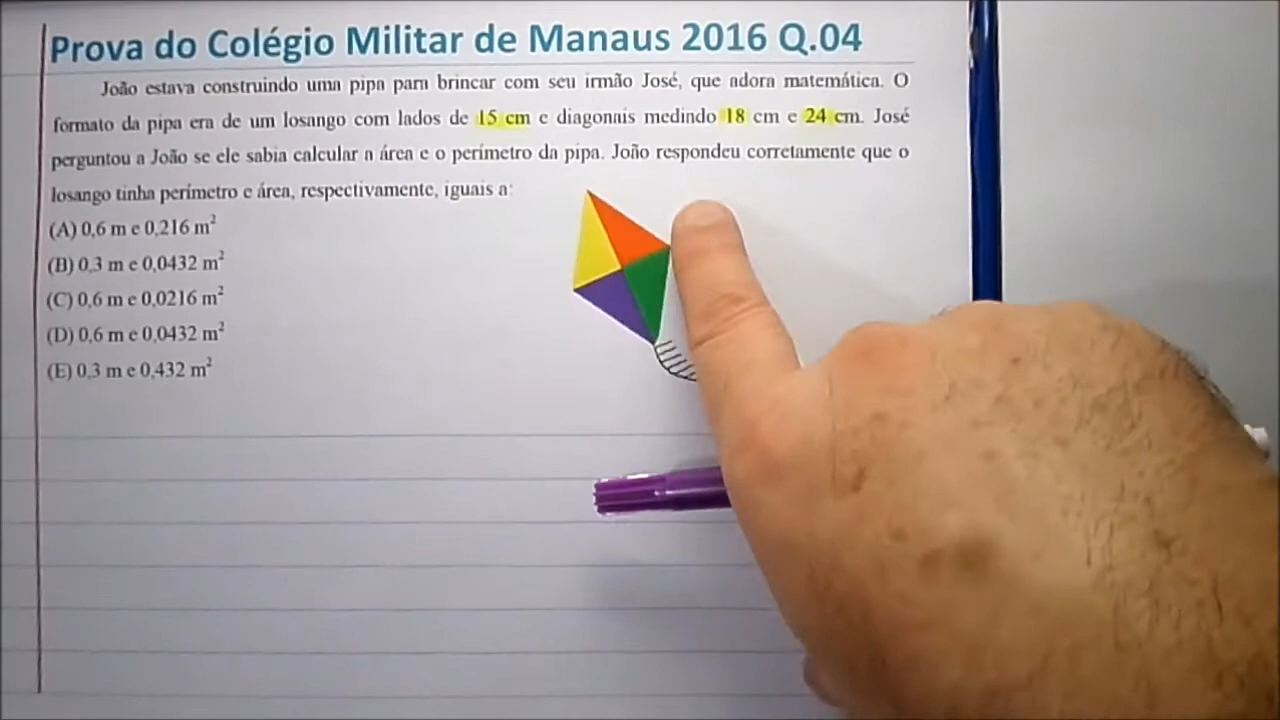 Prova do Colégio Militar de Manaus 2016 Q.04
João estava construindo uma pipa para brincar com seu irmão José, que adora matemática. O
formato da pipa era de um losango com lados de 15 cm e diagonais medindo 18 cm e 24 cm. José
perguntou a João se ele sabia calcular a área e o perímetro da pipa. João respondeu corretamente que o
losango tinha perímetro e área, respectivamente, iguais a:
(A) 0,6 m e 0,216 m²
(B) 0,3 m e 0,0432 m²
(C) 0,6 m e 0,0216 m²
(D) 0,6 m e 0,0432 m²
(E) 0,3 m e 0,432 m²